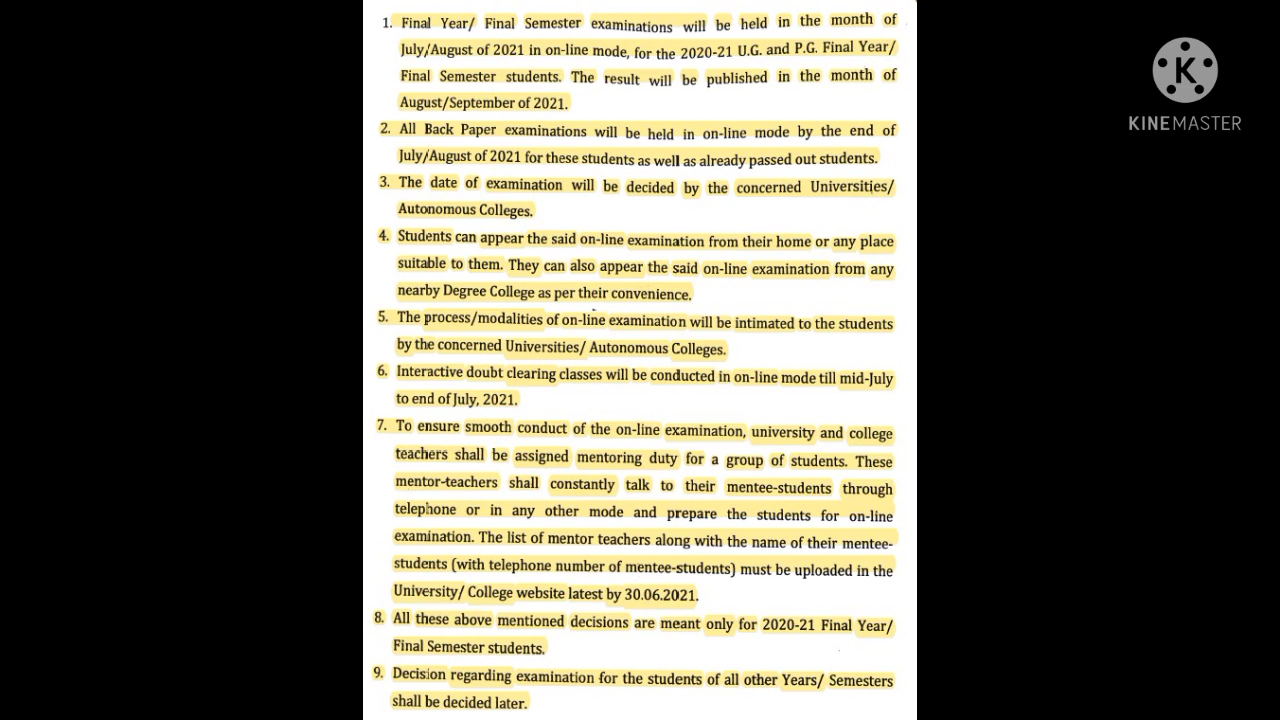 1. Final Year/ Final Semester examinations will be held in the month of
July/August of 2021 in on-line mode, for the 2020-21 U.G. and P.G. Final Year/
Final Semester students. The result will be published in the month of
August/September of 2021.
2. All Back Paper examinations will be held in on-line mode by the end of
July/August of 2021 for these students as well as already passed out students.
3. The date of examination will be decided by the concerned Universities/
Autonomous Colleges.
4. Students can appear the said on-line examination from their home or any place
suitable to them. They can also appear the said on-line examination from any
nearby Degree College as per their convenience.
5. The process/modalities of on-line examination will be intimated to the students
by the concerned Universities/ Autonomous Colleges.
6. Interactive doubt clearing classes will be conducted in on-line mode till mid-July
to end of July, 2021.
7. To ensure smooth conduct of the on-line examination, university and college
teachers shall be assigned mentoring duty for a group of students. These
mentor-teachers shall constantly talk to their mentee-students through
telephone or in any other mode and prepare the students for on-line
examination. The list of mentor teachers along with the name of their mentee-
students (with telephone number of mentee-students) must be uploaded in the
University/ College website latest by 30.06.2021.
8. All these above mentioned decisions are meant only for 2020-21 Final Year/
Final Semester students.
9. Decision regarding examination for the students of all other Years/ Semesters
shall be decided later.
K
KINEMASTER